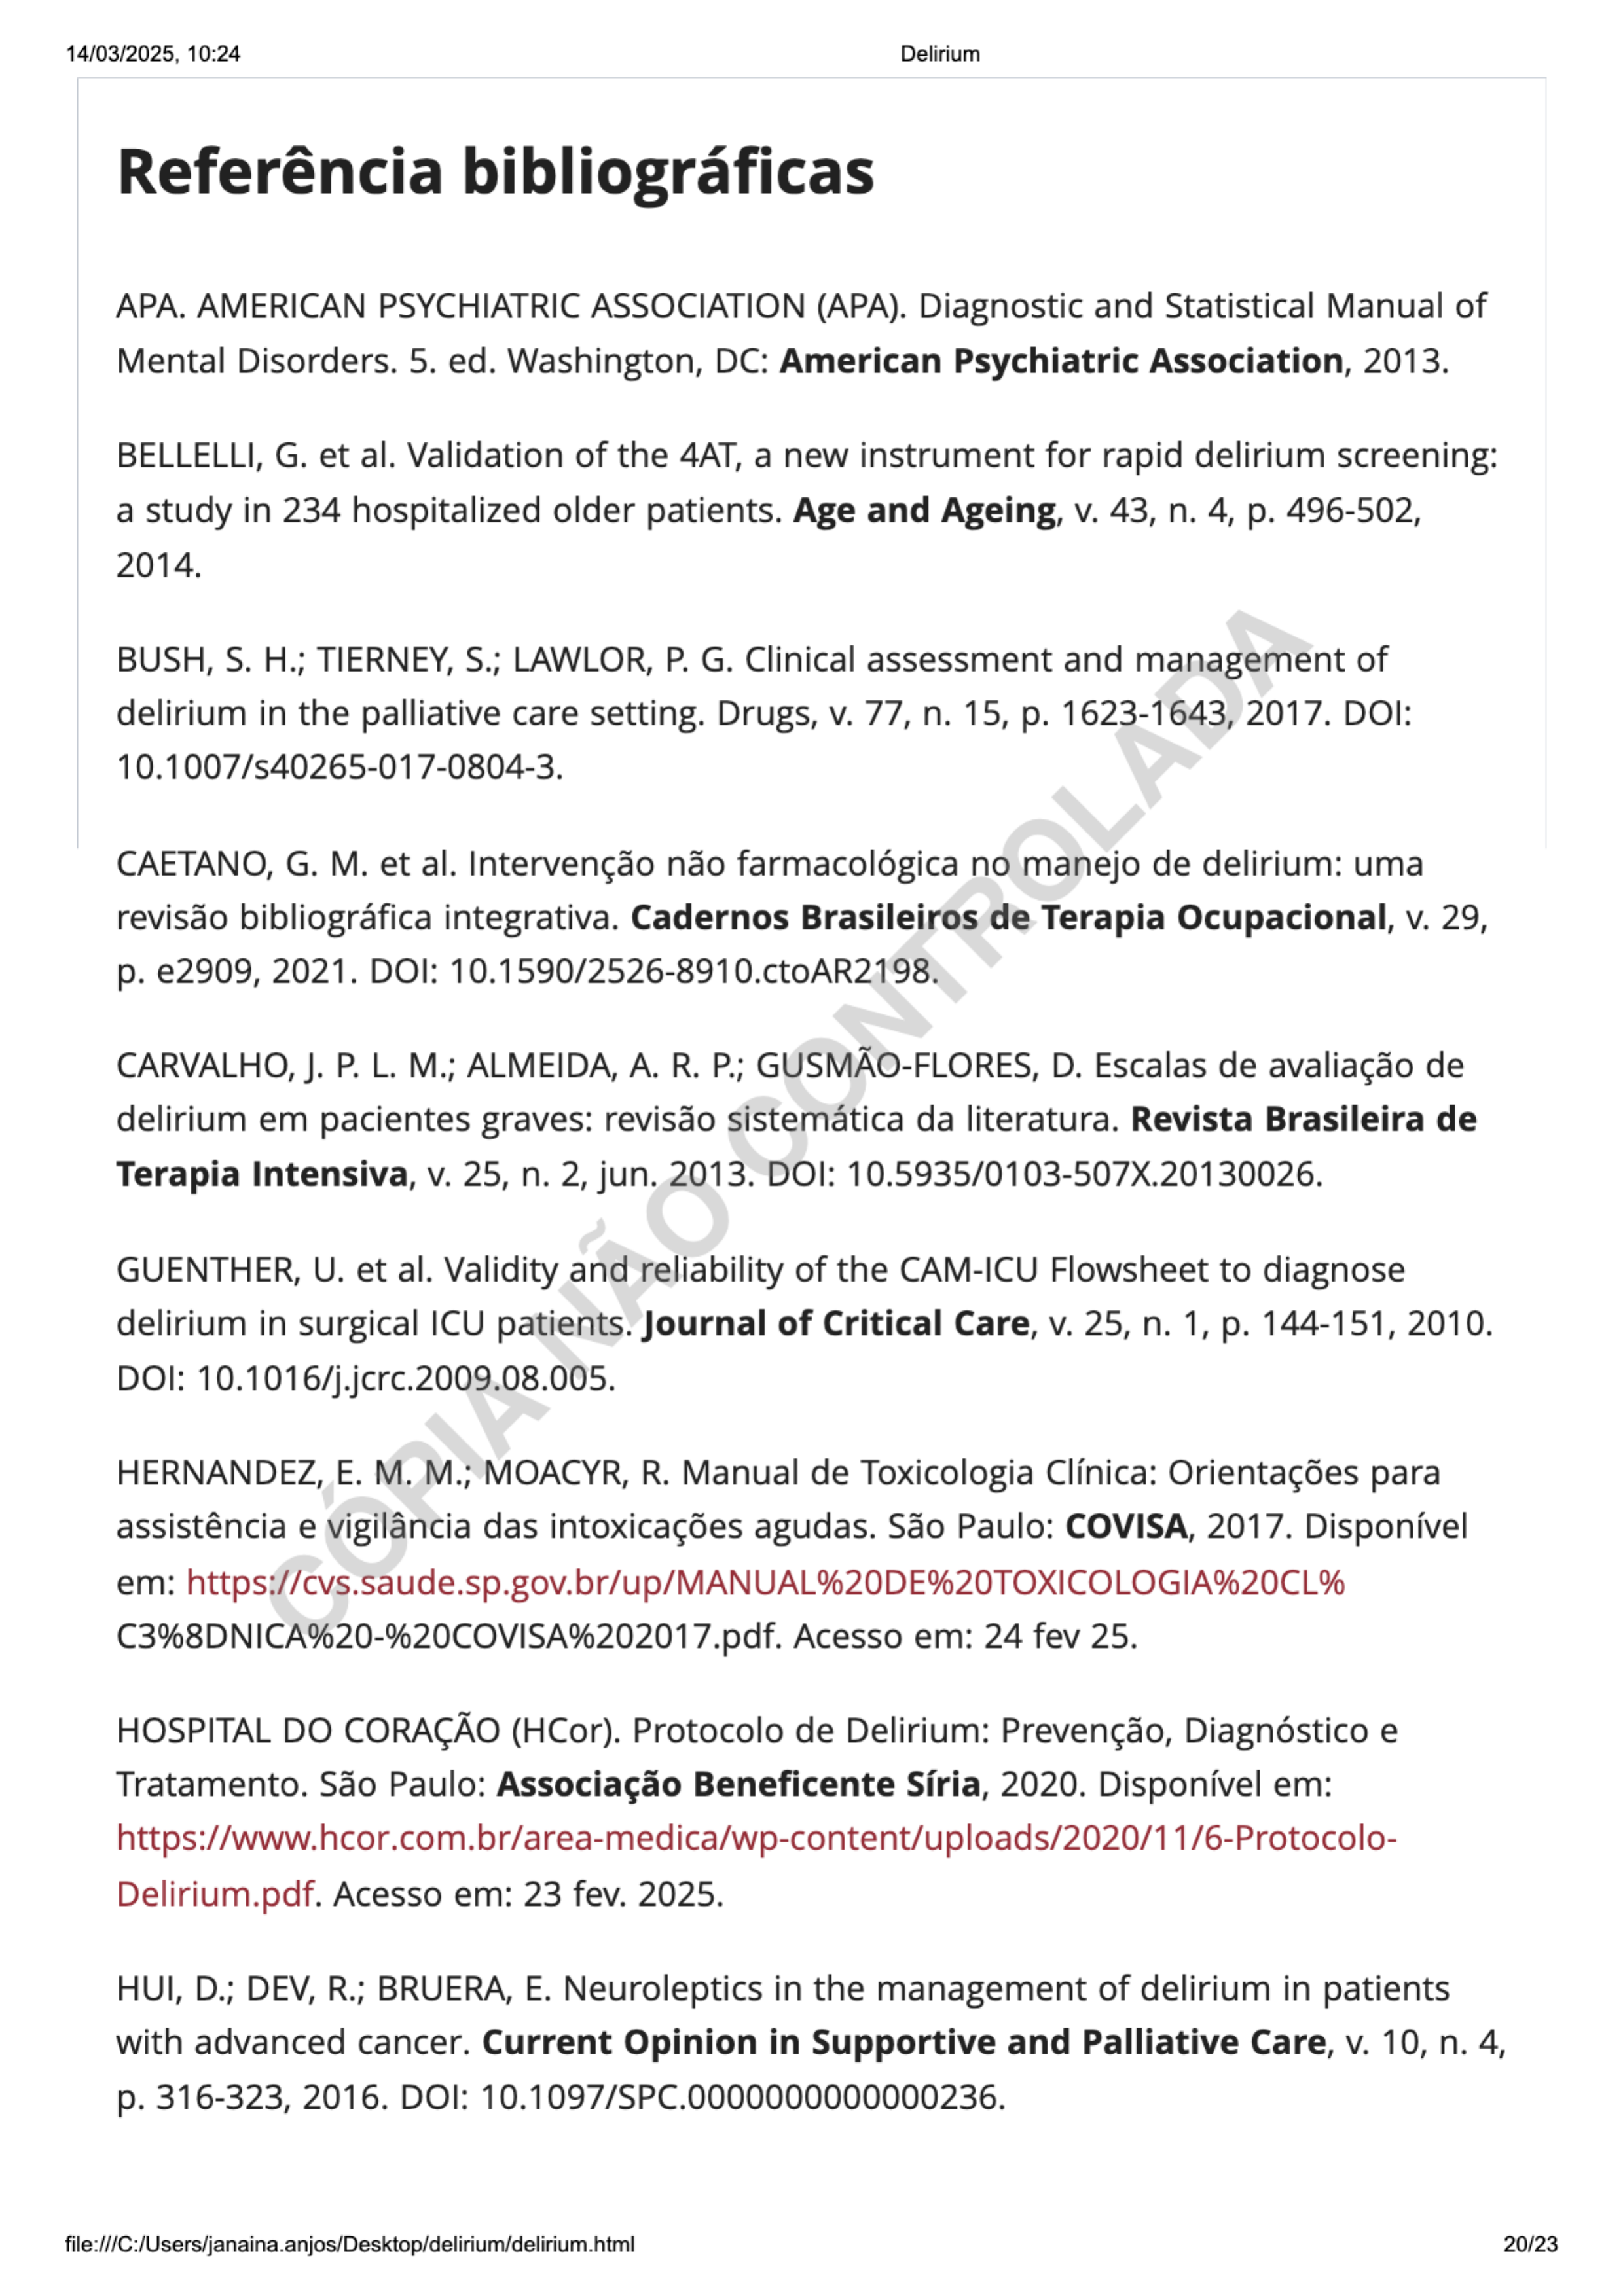 14/03/2025, 10:24
Delirium
Referência bibliográficas
APA. AMERICAN PSYCHIATRIC ASSOCIATION (APA). Diagnostic and Statistical Manual of
Mental Disorders. 5. ed. Washington, DC: American Psychiatric Association, 2013.
BELLELLI, G. et al. Validation of the 4AT, a new instrument for rapid delirium screening:
a study in 234 hospitalized older patients. Age and Ageing, v. 43, n. 4, p. 496-502,
2014.
BUSH, S. H.; TIERNEY, S.; LAWLOR, P. G. Clinical assessment and management of
delirium in the palliative care setting. Drugs, v. 77, n. 15, p. 1623-1643, 2017. DOI:
10.1007/s40265-017-0804-3.
CAETANO, G. M. et al. Intervenção não farmacológica no manejo de delirium: uma
revisão bibliográfica integrativa. Cadernos Brasileiros de Terapia Ocupacional, v. 29,
p. e2909, 2021. DOI: 10.1590/2526-8910.ctoAR2198.
CARVALHO, J. P. L. M.; ALMEIDA, A. R. P.; GUSMÃO-FLORES, D. Escalas de avaliação de
delirium em pacientes graves: revisão sistemática da literatura. Revista Brasileira de
Terapia Intensiva, v. 25, n. 2, jun. 2013. DOI: 10.5935/0103-507X.20130026.
GUENTHER, U. et al. Validity and reliability of the CAM-ICU Flowsheet to diagnose
delirium in surgical ICU patients. Journal of Critical Care, v. 25, n. 1, p. 144-151, 2010.
DOI: 10.1016/j.jcrc.2009.08.005.
HERNANDEZ, E. M. M.; MOACYR, R. Manual de Toxicologia Clínica: Orientações para
assistência e vigilância das intoxicações agudas. São Paulo: COVISA, 2017. Disponível
em: https://cvs.saude.sp.gov.br/up/MANUAL%20DE%20TOXICOLOGIA%20CL%
C3%8DNICA%20-%20COVISA%202017.pdf. Acesso em: 24 fev 25.
HOSPITAL DO CORAÇÃO (HCor). Protocolo de Delirium: Prevenção, Diagnóstico e
Tratamento. São Paulo: Associação Beneficente Síria, 2020. Disponível em:
https://www.hcor.com.br/area-medica/wp-content/uploads/2020/11/6-Protocolo-
Delirium.pdf. Acesso em: 23 fev. 2025.
HUI, D.; DEV, R.; BRUERA, E. Neuroleptics in the management of delirium in patients
with advanced cancer. Current Opinion in Supportive and Palliative Care, v. 10, n. 4,
p. 316-323, 2016. DOI: 10.1097/SPC.0000000000000236.
CÓPIA NÃO CONTROLADA
file:///C:/Users/janaina.anjos/Desktop/delirium/delirium.html
20/23